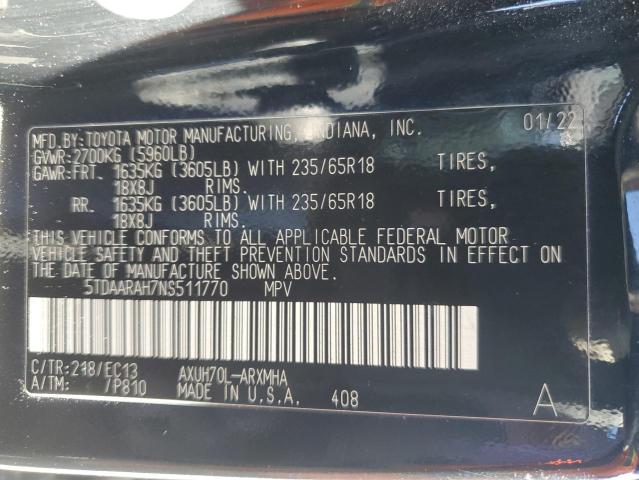 MFD.BY:TOYOTA MOTOR MANUFACTURING, INDIANA, INC. 01/22
GVWR:2700KG (5960LB)
GAWR:FRT. 1635KG (3605LB) WITH 235/65R18 TIRES,
18X8J RIMS.
RR. 1635KG (3605LB) WITH 235/65R18 TIRES,
18X8J RIMS.
THIS VEHICLE CONFORMS TO ALL APPLICABLE FEDERAL MOTOR
VEHICLE SAFETY AND THEFT PREVENTION STANDARDS IN EFFECT ON
THE DATE OF MANUFACTURE SHOWN ABOVE.
5TDAARAH7NS511770 MPV
C/TR:218/EC13 AXUH70L-ARXMHA
A/TM: /P810 MADE IN U.S.A. 408 A